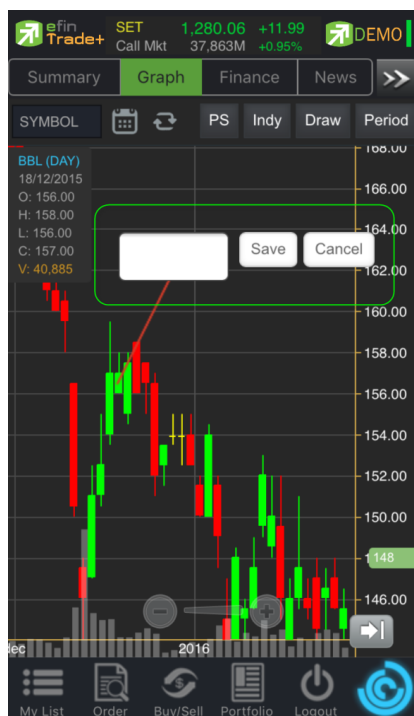 efin SET 1,280.06 +11.99 DEMO
Trade+ Call Mkt 37,863M +0.95%
Summary Graph Finance News
SYMBOL PS Indy Draw Period
BBL (DAY)
18/12/2015
O: 156.00
H: 158.00
L: 156.00
C: 157.00
V: 40,885
168.00
166.00
164.00
Save Cancel
162.00
160.00
158.00
156.00
154.00
152.00
150.00
148
146.00
dec 2016
My List Order Buy/Sell Portfolio Logout